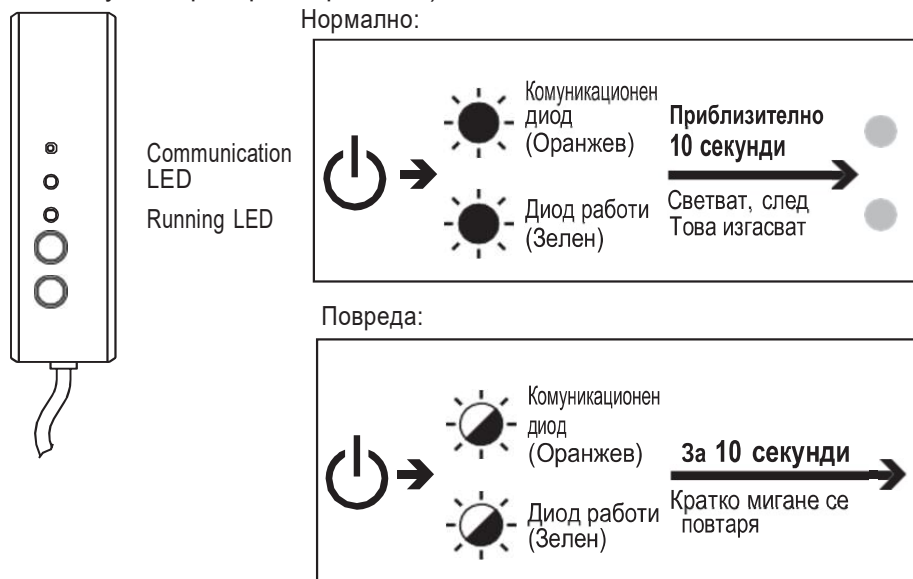 Нормално:
Communication
LED
Running LED
Комуникационен
диод
(Оранжев)
Диод работи
(Зелен)
Приблизително
10 секунди
Светват, след
Това изгасват
Повреда:
Комуникационен
диод
(Оранжев)
Диод работи
(Зелен)
За 10 секунди
Кратко мигане се
повтаря